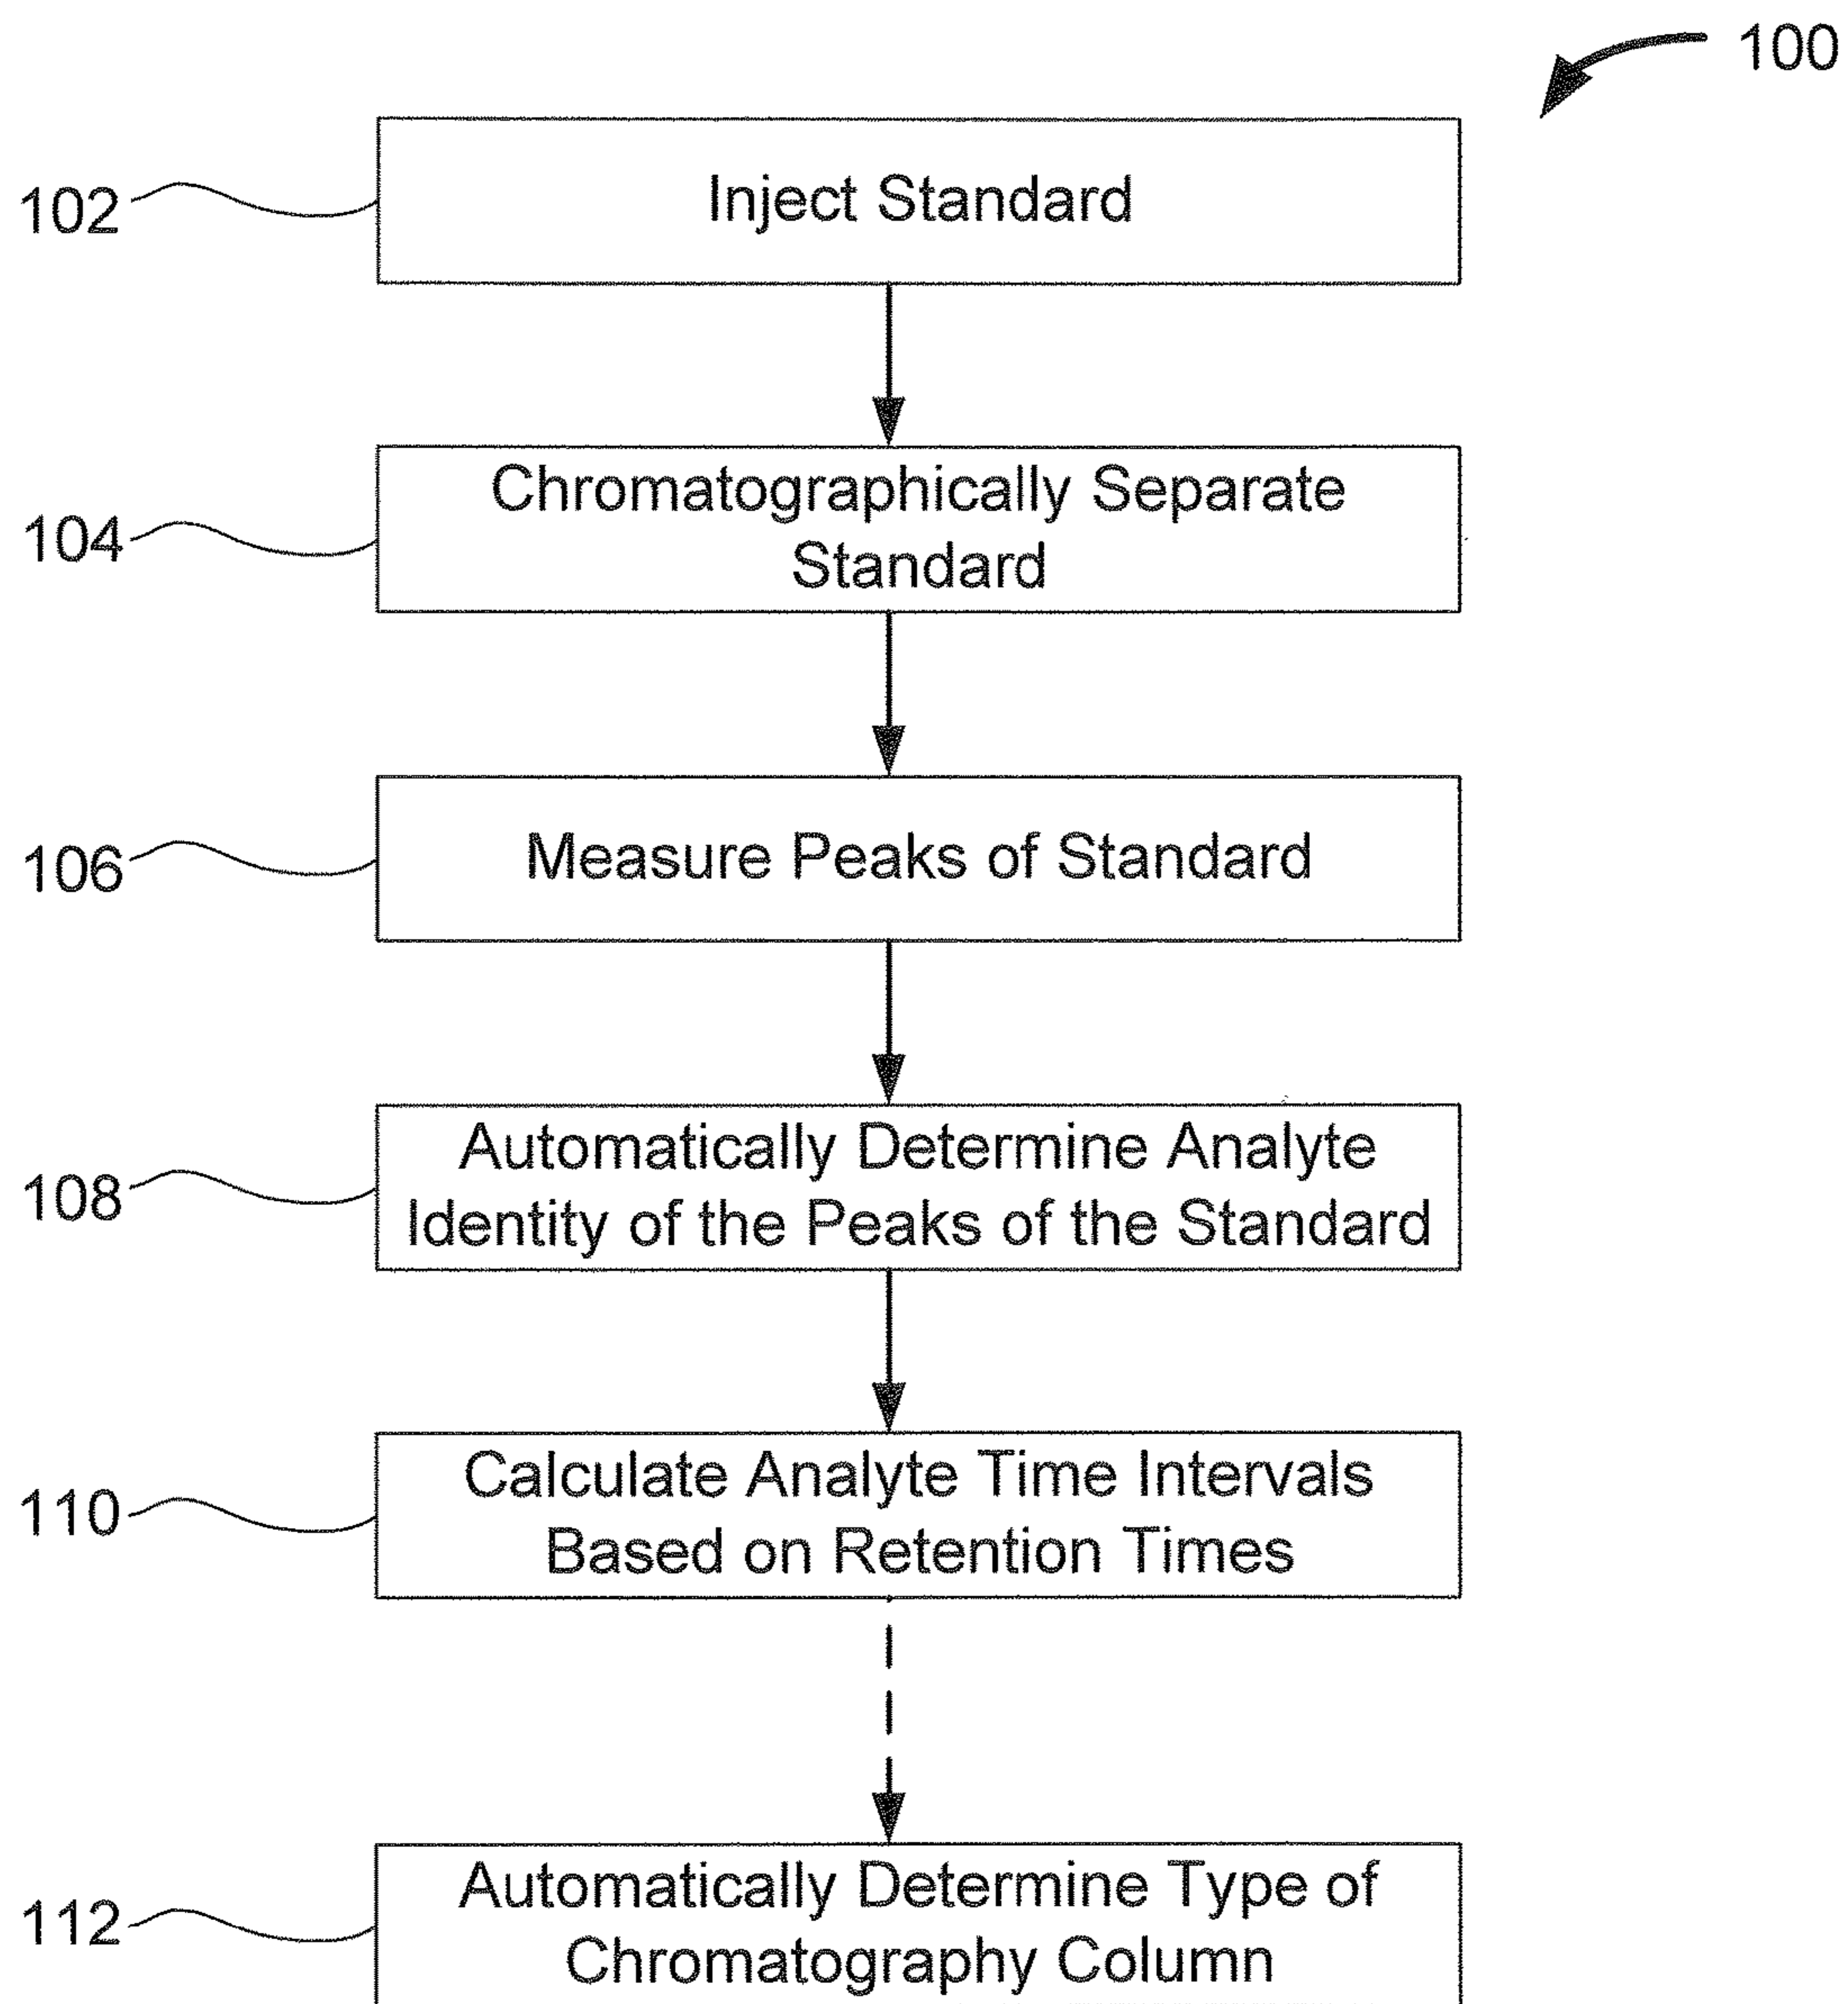 100
102
Inject Standard
104
Chromatographically Separate
Standard
106
Measure Peaks of Standard
108
Automatically Determine Analyte
Identity of the Peaks of the Standard
110
Calculate Analyte Time Intervals
Based on Retention Times
112
Automatically Determine Type of
Chromatography Column